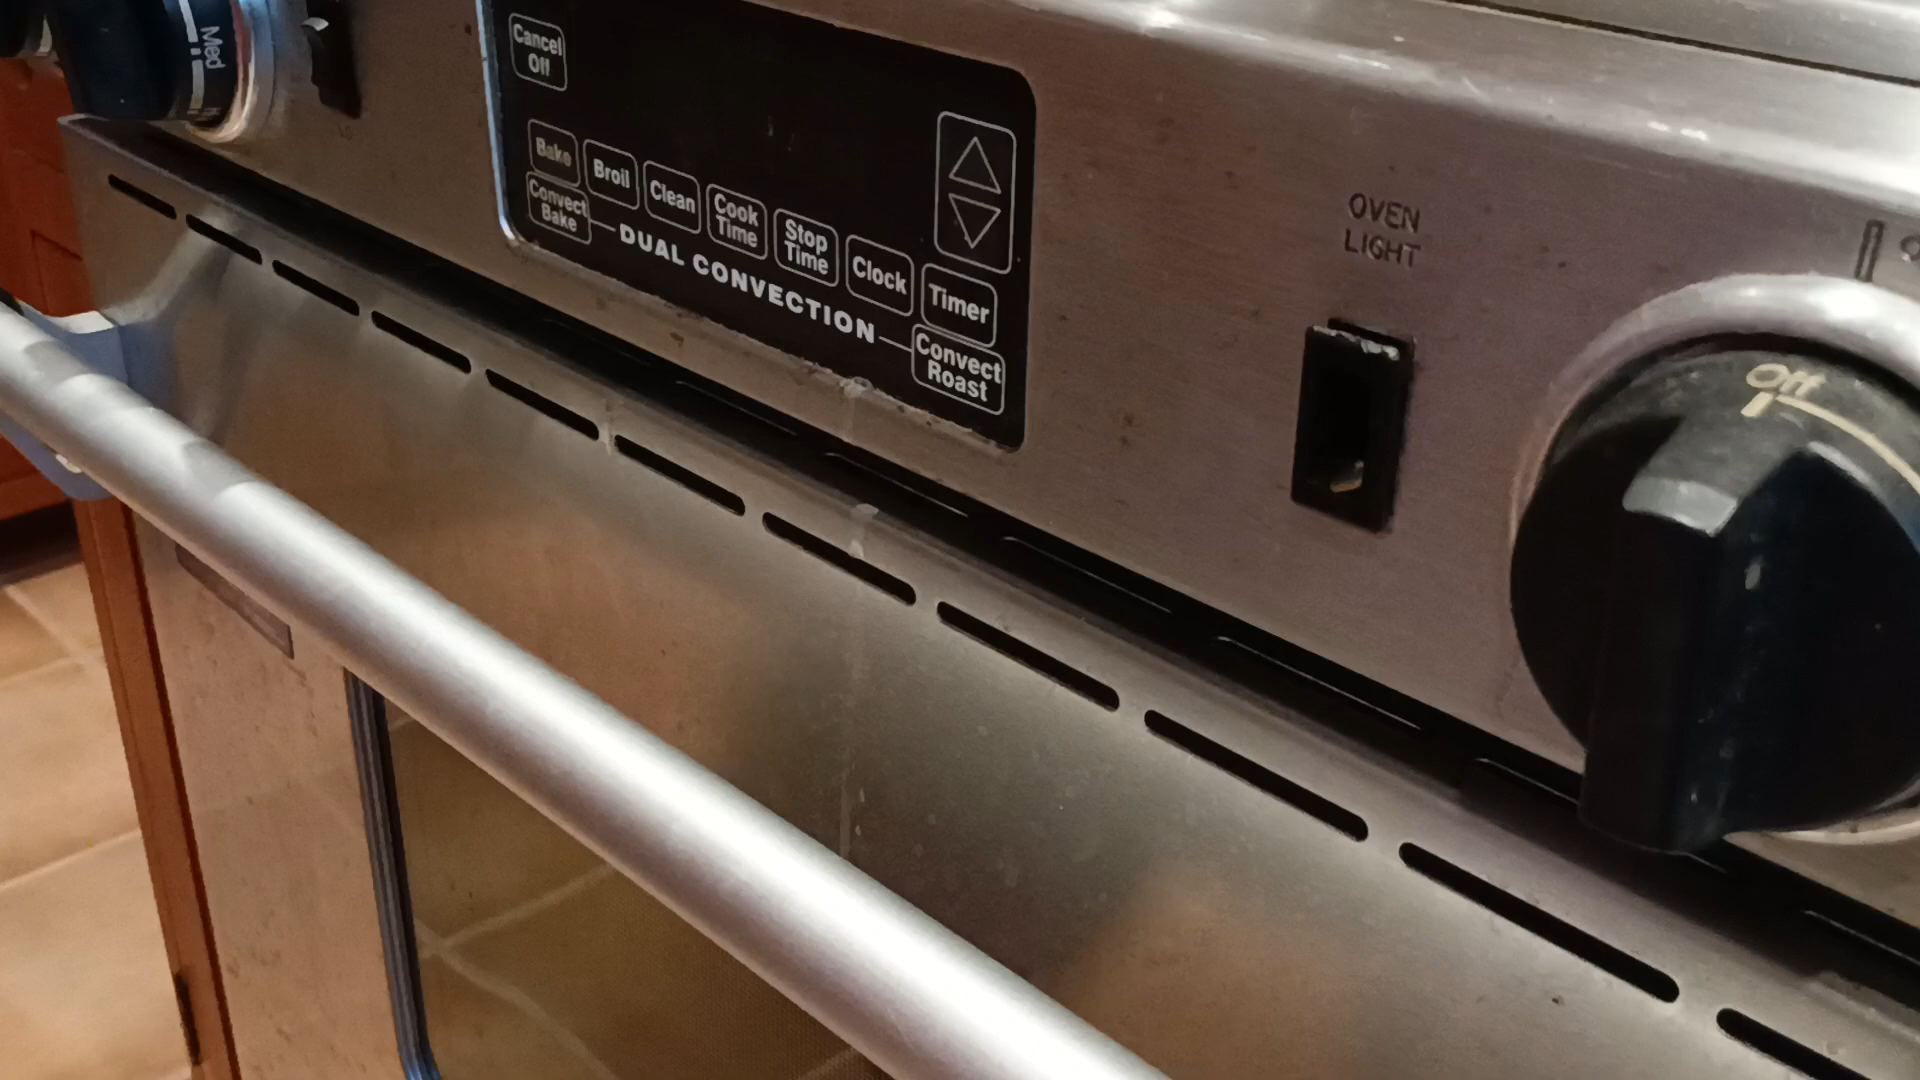 Med
Cancel
Off
Bake
Broil
Clean
Cook
Time
Stop
Time
Clock
Timer
Convect
Bake
DUAL CONVECTION
Convect
Roast
OVEN
LIGHT
Off